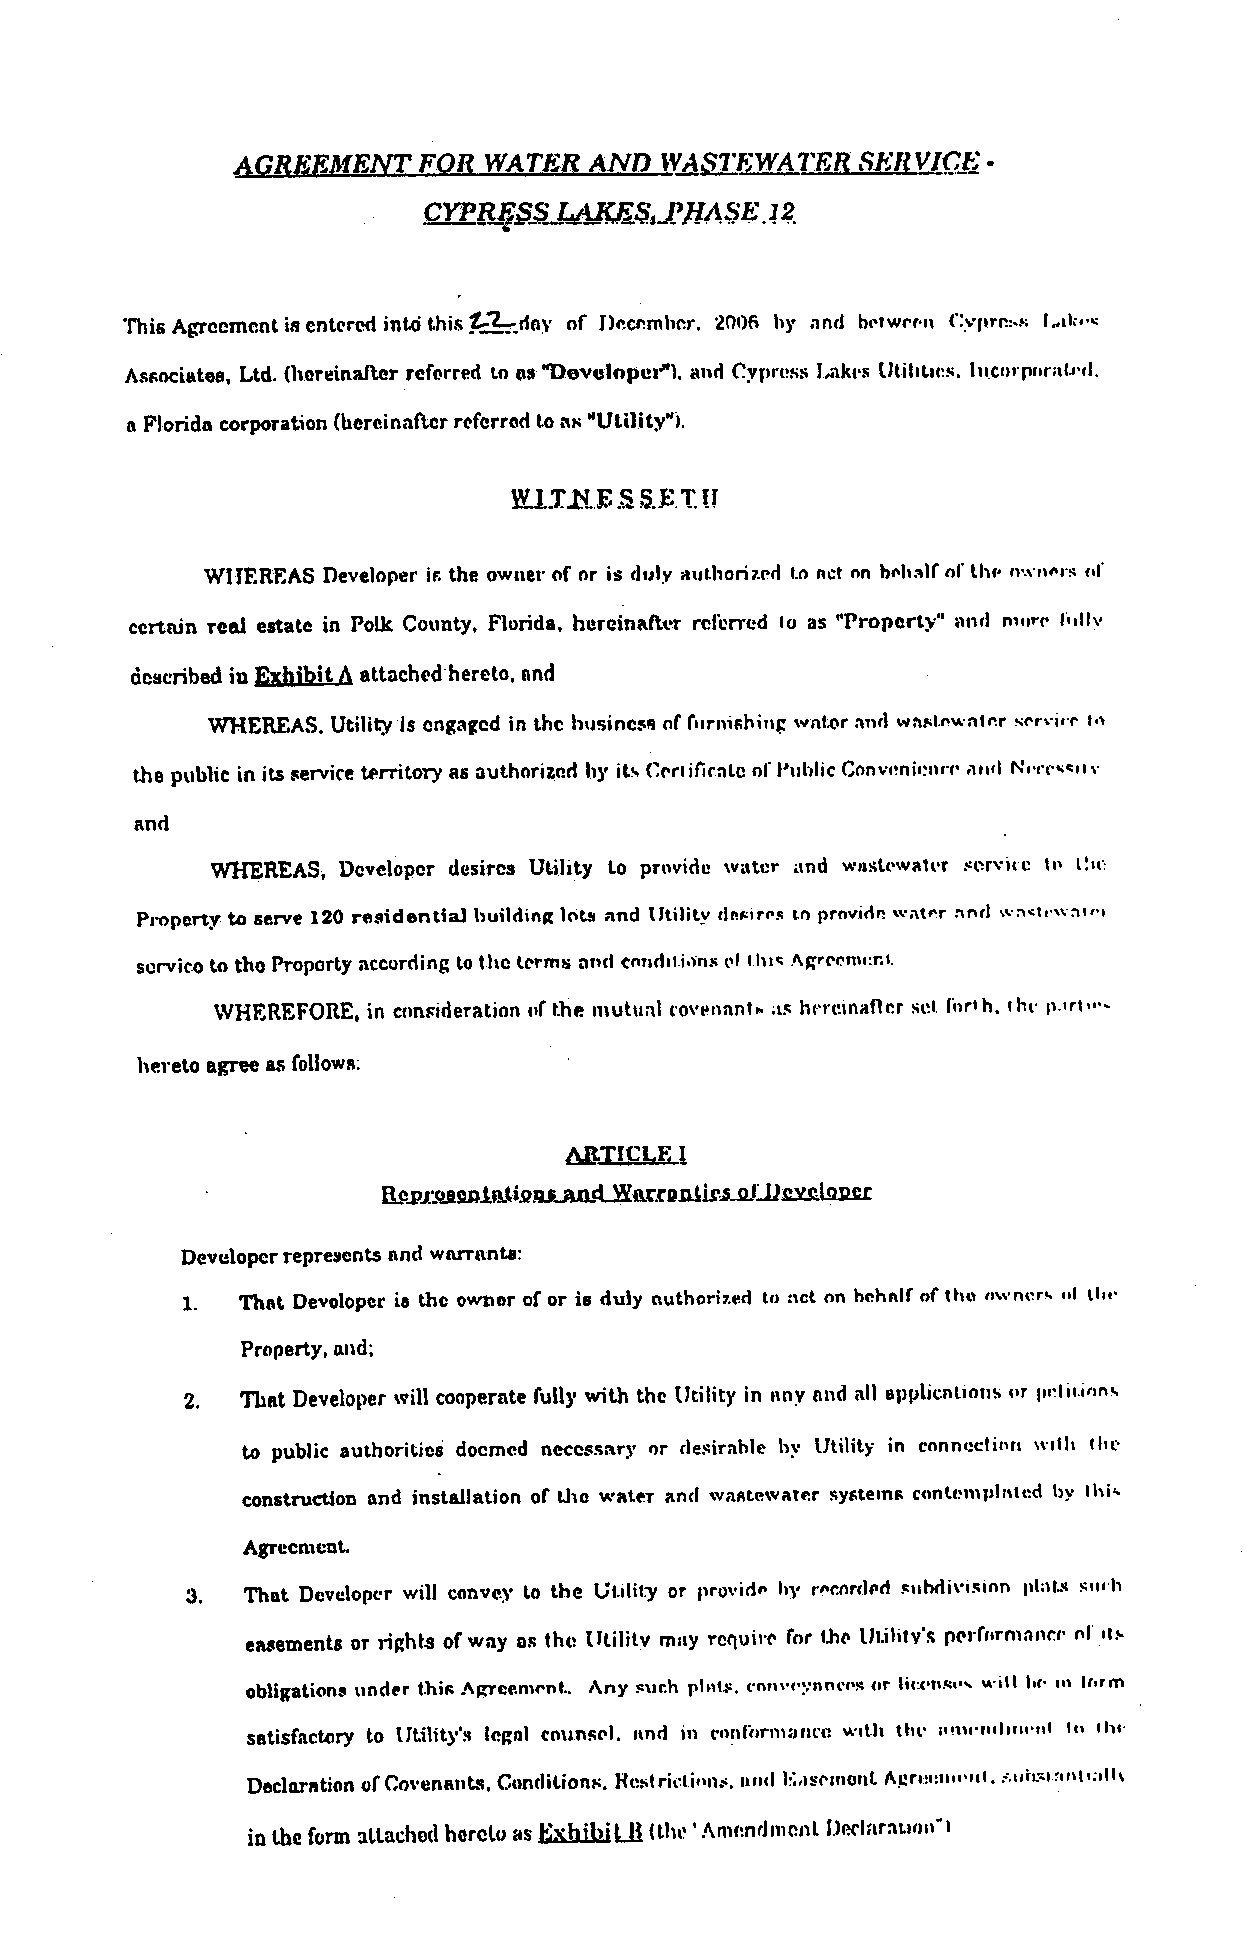 AGREEMENT FOR WATER AND WASTEWATER SERVICE -
CYPRESS LAKES, PHASE 12
This Agreement is entered into this 22 day of December, 2006 by and between Cypress Lakes
Associates, Ltd. (hereinafter referred to as "Developer"), and Cypress Lakes Utilities, Incorporated,
a Florida corporation (hereinafter referred to as "Utility").
W I T N E S S E T H
WHEREAS Developer is the owner of or is duly authorized to act on behalf of the owners of
certain real estate in Polk County, Florida, hereinafter referred to as "Property" and more fully
described in Exhibit A attached hereto, and
WHEREAS, Utility is engaged in the business of furnishing water and wastewater service to
the public in its service territory as authorized by its Certificate of Public Convenience and Necessity
and
WHEREAS, Developer desires Utility to provide water and wastewater service to the
Property to serve 120 residential building lots and Utility desires to provide water and wastewater
service to the Property according to the terms and conditions of this Agreement.
WHEREFORE, in consideration of the mutual covenants as hereinafter set forth, the parties
hereto agree as follows:
ARTICLE I
Representations and Warranties of Developer
Developer represents and warrants:
1. That Developer is the owner of or is duly authorized to act on behalf of the owners of the
Property, and;
2. That Developer will cooperate fully with the Utility in any and all applications or petitions
to public authorities deemed necessary or desirable by Utility in connection with the
construction and installation of the water and wastewater systems contemplated by this
Agreement.
3. That Developer will convey to the Utility or provide by recorded subdivision plats such
easements or rights of way as the Utility may require for the Utility's performance of its
obligations under this Agreement. Any such plats, conveyances or licenses will be in form
satisfactory to Utility's legal counsel, and in conformance with the amendment to the
Declaration of Covenants, Conditions, Restrictions, and Easement Agreement, substantially
in the form attached hereto as Exhibit B (the "Amendment Declaration")